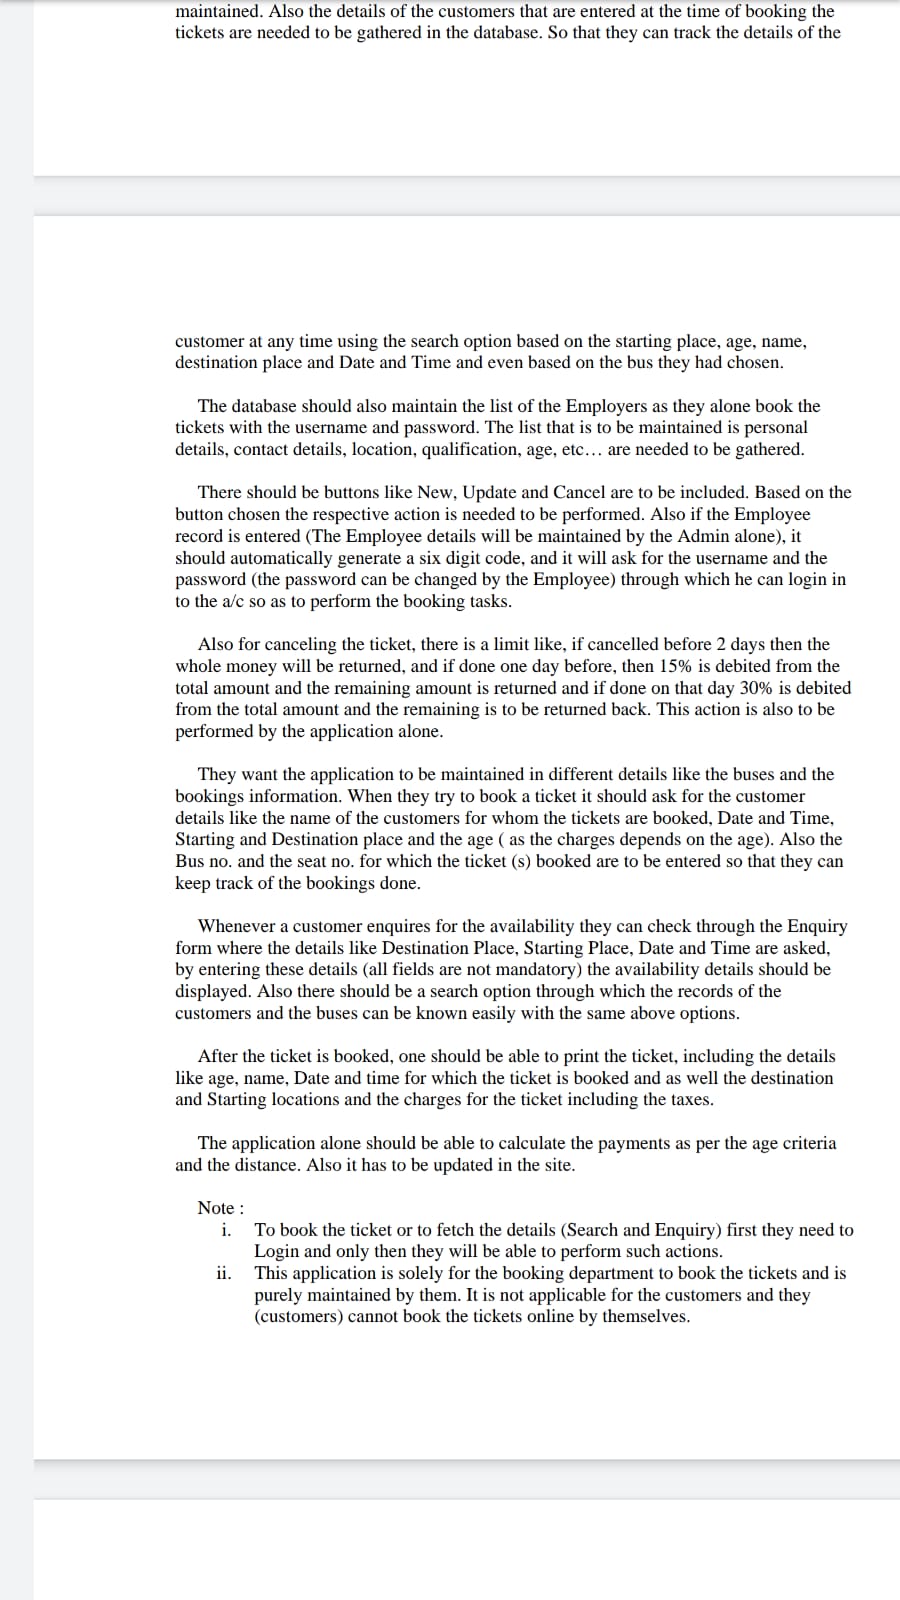 maintained. Also the details of the customers that are entered at the time of booking the
tickets are needed to be gathered in the database. So that they can track the details of the
customer at any time using the search option based on the starting place, age, name,
destination place and Date and Time and even based on the bus they had chosen.
The database should also maintain the list of the Employers as they alone book the
tickets with the username and password. The list that is to be maintained is personal
details, contact details, location, qualification, age, etc... are needed to be gathered.
There should be buttons like New, Update and Cancel are to be included. Based on the
button chosen the respective action is needed to be performed. Also if the Employee
record is entered (The Employee details will be maintained by the Admin alone), it
should automatically generate a six digit code, and it will ask for the username and the
password (the password can be changed by the Employee) through which he can login in
to the a/c so as to perform the booking tasks.
Also for canceling the ticket, there is a limit like, if cancelled before 2 days then the
whole money will be returned, and if done one day before, then 15% is debited from the
total amount and the remaining amount is returned and if done on that day 30% is debited
from the total amount and the remaining is to be returned back. This action is also to be
performed by the application alone.
They want the application to be maintained in different details like the buses and the
bookings information. When they try to book a ticket it should ask for the customer
details like the name of the customers for whom the tickets are booked, Date and Time,
Starting and Destination place and the age ( as the charges depends on the age). Also the
Bus no. and the seat no. for which the ticket (s) booked are to be entered so that they can
keep track of the bookings done.
Whenever a customer enquires for the availability they can check through the Enquiry
form where the details like Destination Place, Starting Place, Date and Time are asked,
by entering these details (all fields are not mandatory) the availability details should be
displayed. Also there should be a search option through which the records of the
customers and the buses can be known easily with the same above options.
After the ticket is booked, one should be able to print the ticket, including the details
like age, name, Date and time for which the ticket is booked and as well the destination
and Starting locations and the charges for the ticket including the taxes.
The application alone should be able to calculate the payments as per the age criteria
and the distance. Also it has to be updated in the site.
Note :
i. To book the ticket or to fetch the details (Search and Enquiry) first they need to
Login and only then they will be able to perform such actions.
ii. This application is solely for the booking department to book the tickets and is
purely maintained by them. It is not applicable for the customers and they
(customers) cannot book the tickets online by themselves.